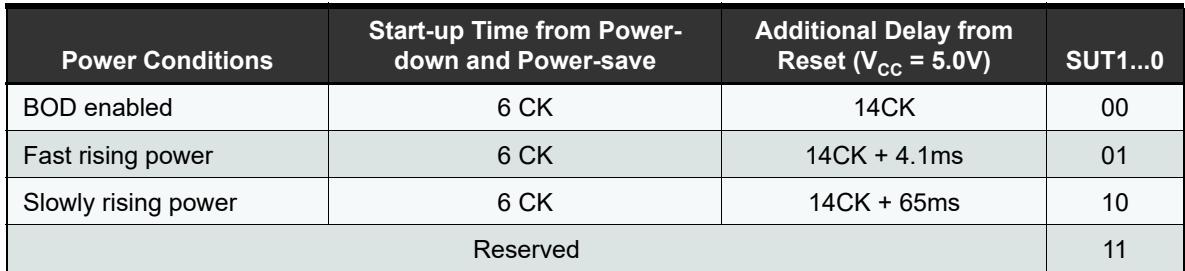 Power Conditions Start-up Time from Power-down and Power-save Additional Delay from Reset (VCC = 5.0V) SUT1...0
BOD enabled 6 CK 14CK 00
Fast rising power 6 CK 14CK + 4.1ms 01
Slowly rising power 6 CK 14CK + 65ms 10
Reserved 11